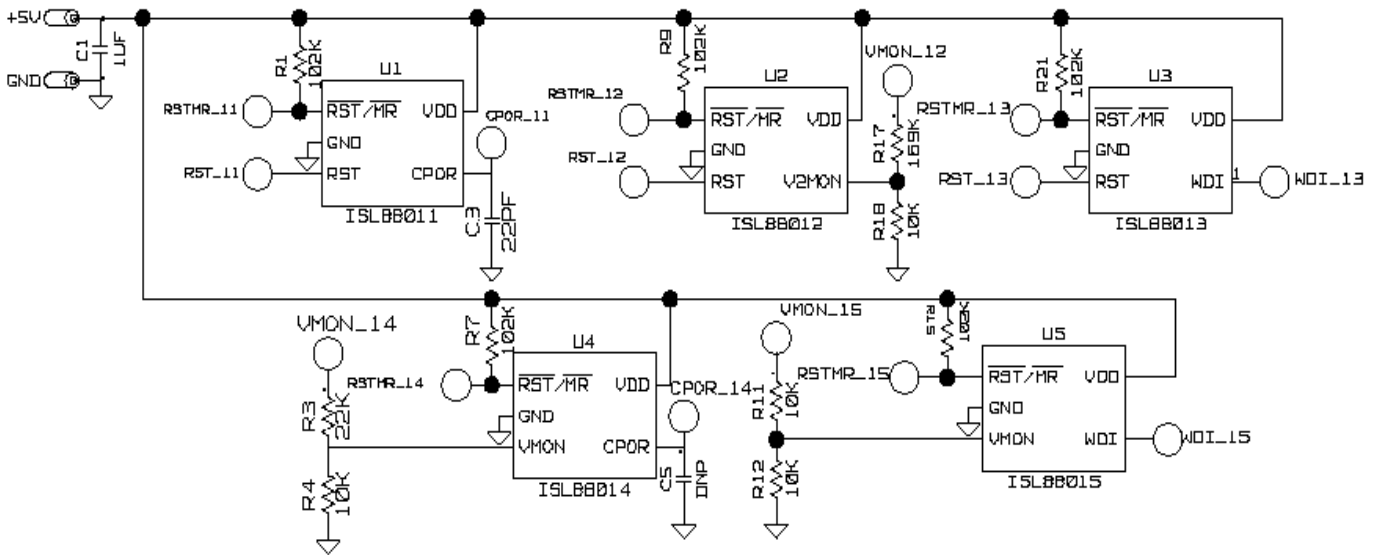 +5V
GND
C1
1UF
R1
102K
U1
RSTMR_11
RST/MR
VDD
GND
RST_11
RST
CPOR
CPOR_11
ISL88011
C3
22PF
R9
102K
U2
RSTMR_12
RST/MR
VDD
GND
RST_12
RST
V2MON
ISL88012
VMON_12
R17
169K
R18
10K
R21
102K
U3
RSTMR_13
RST/MR
VDD
GND
RST_13
RST
WDI
1
WDI_13
ISL88013
VMON_14
R3
22K
R4
10K
R7
102K
U4
RSTMR_14
RST/MR
VDD
GND
VMON
CPOR
CPOR_14
ISL88014
C5
DNP
VMON_15
R11
10K
R12
10K
R15
102K
U5
RSTMR_15
RST/MR
VDD
GND
VMON
WDI
WDI_15
ISL88015